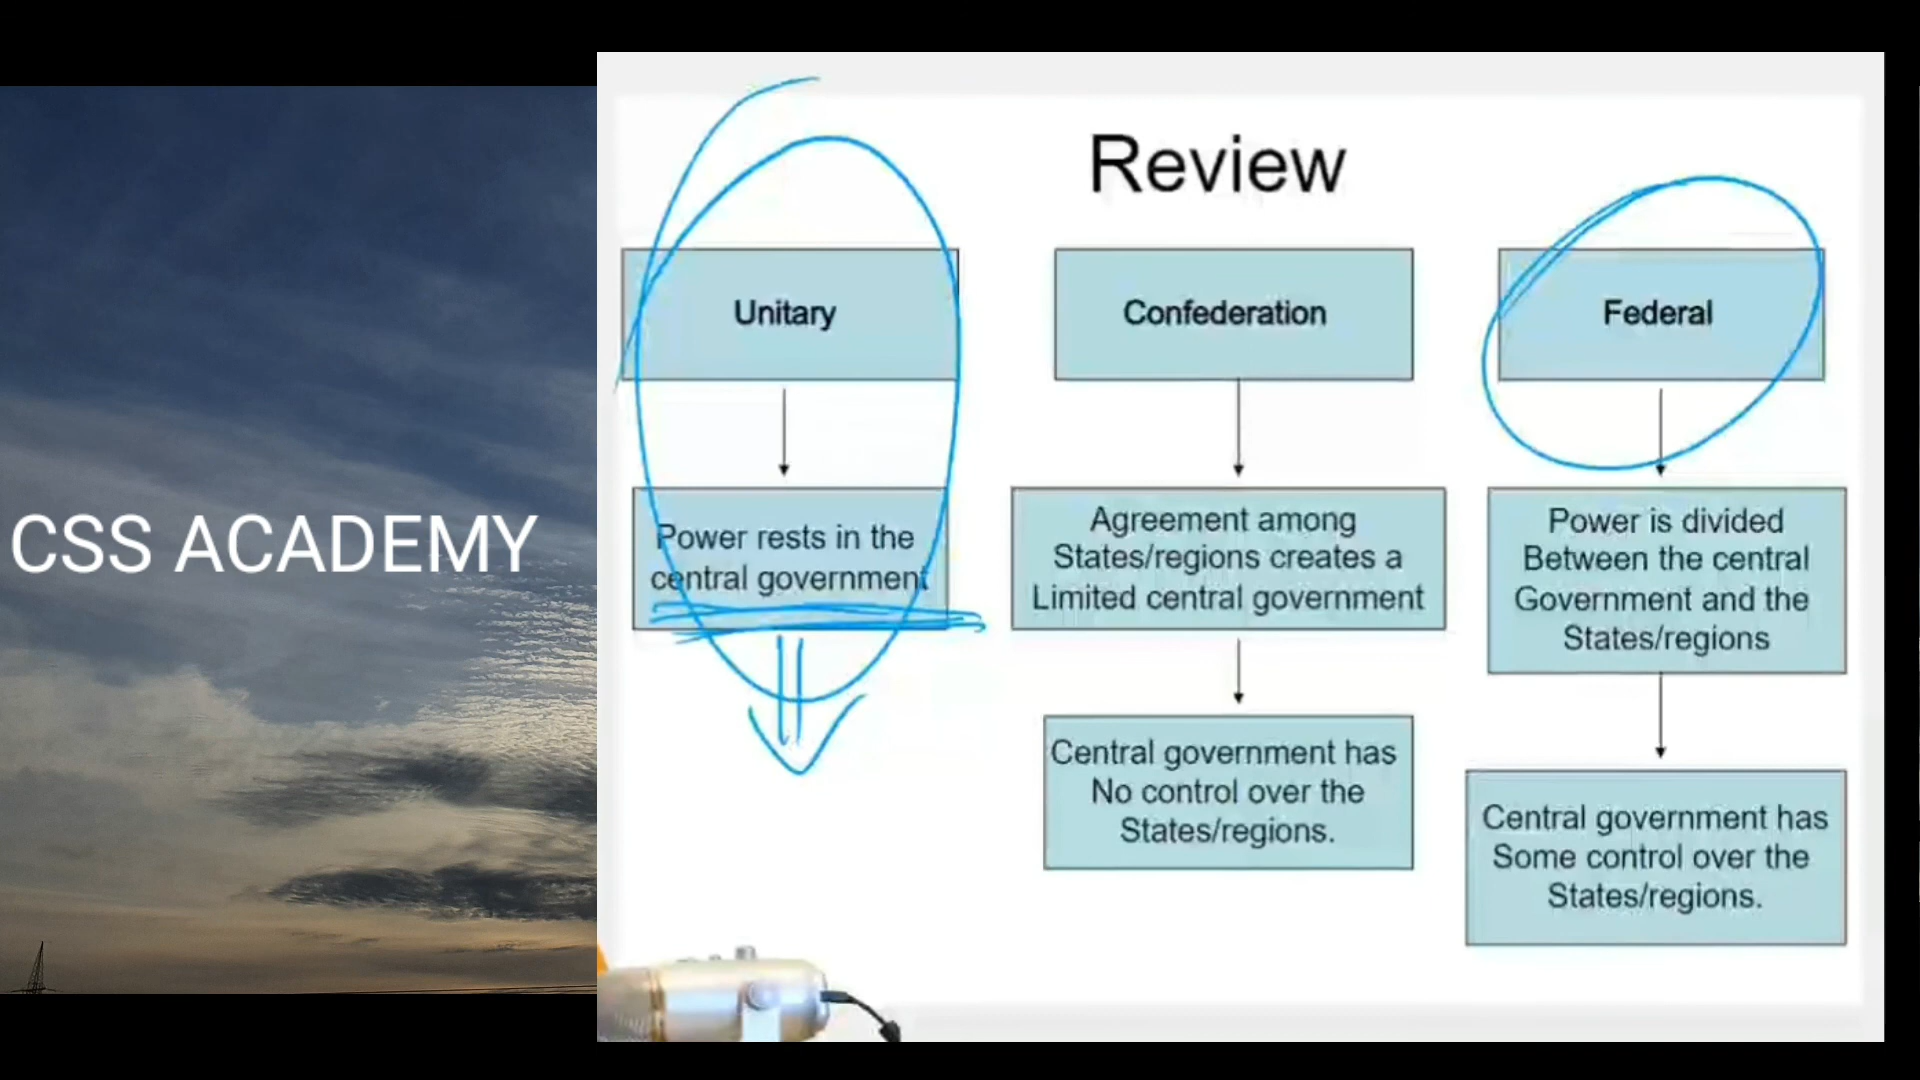 CSS ACADEMY
Review
Unitary
Power rests in the
central government
Confederation
Agreement among
States/regions creates a
Limited central government
Central government has
No control over the
States/regions.
Federal
Power is divided
Between the central
Government and the
States/regions
Central government has
Some control over the
States/regions.